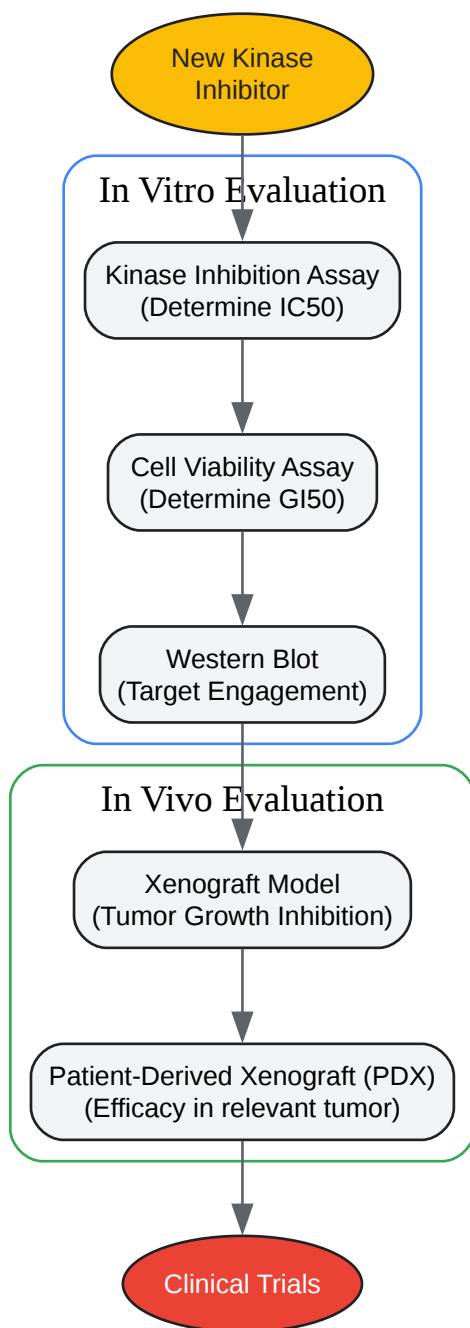 New Kinase
Inhibitor
In Vitro Evaluation
Kinase Inhibition Assay
(Determine IC50)
Cell Viability Assay
(Determine GI50)
Western Blot
(Target Engagement)
In Vivo Evaluation
Xenograft Model
(Tumor Growth Inhibition)
Patient-Derived Xenograft (PDX)
(Efficacy in relevant tumor)
Clinical Trials